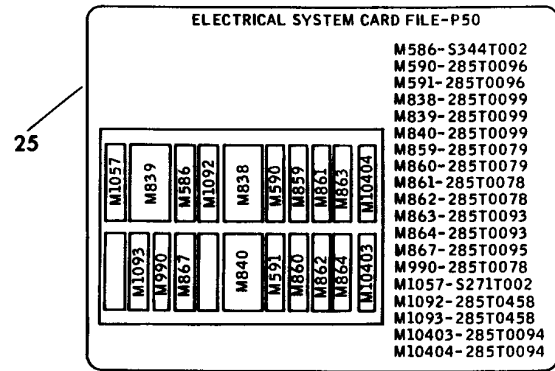 ELECTRICAL SYSTEM CARD FILE-P50
M586-S344T002
M590-285T0096
M591-285T0096
M838-285T0099
M839-285T0099
M840-285T0099
M859-285T0079
M860-285T0079
M861-285T0078
M862-285T0078
M863-285T0093
M864-285T0093
M867-285T0095
M990-285T0078
M1057-S271T002
M1092-285T0458
M1093-285T0458
M10403-285T0094
M10404-285T0094
25
M1057 M839 M586 M1092 M838 M590 M859 M861 M863 M10404
M1093 M990 M867 M840 M591 M860 M862 M864 M10403